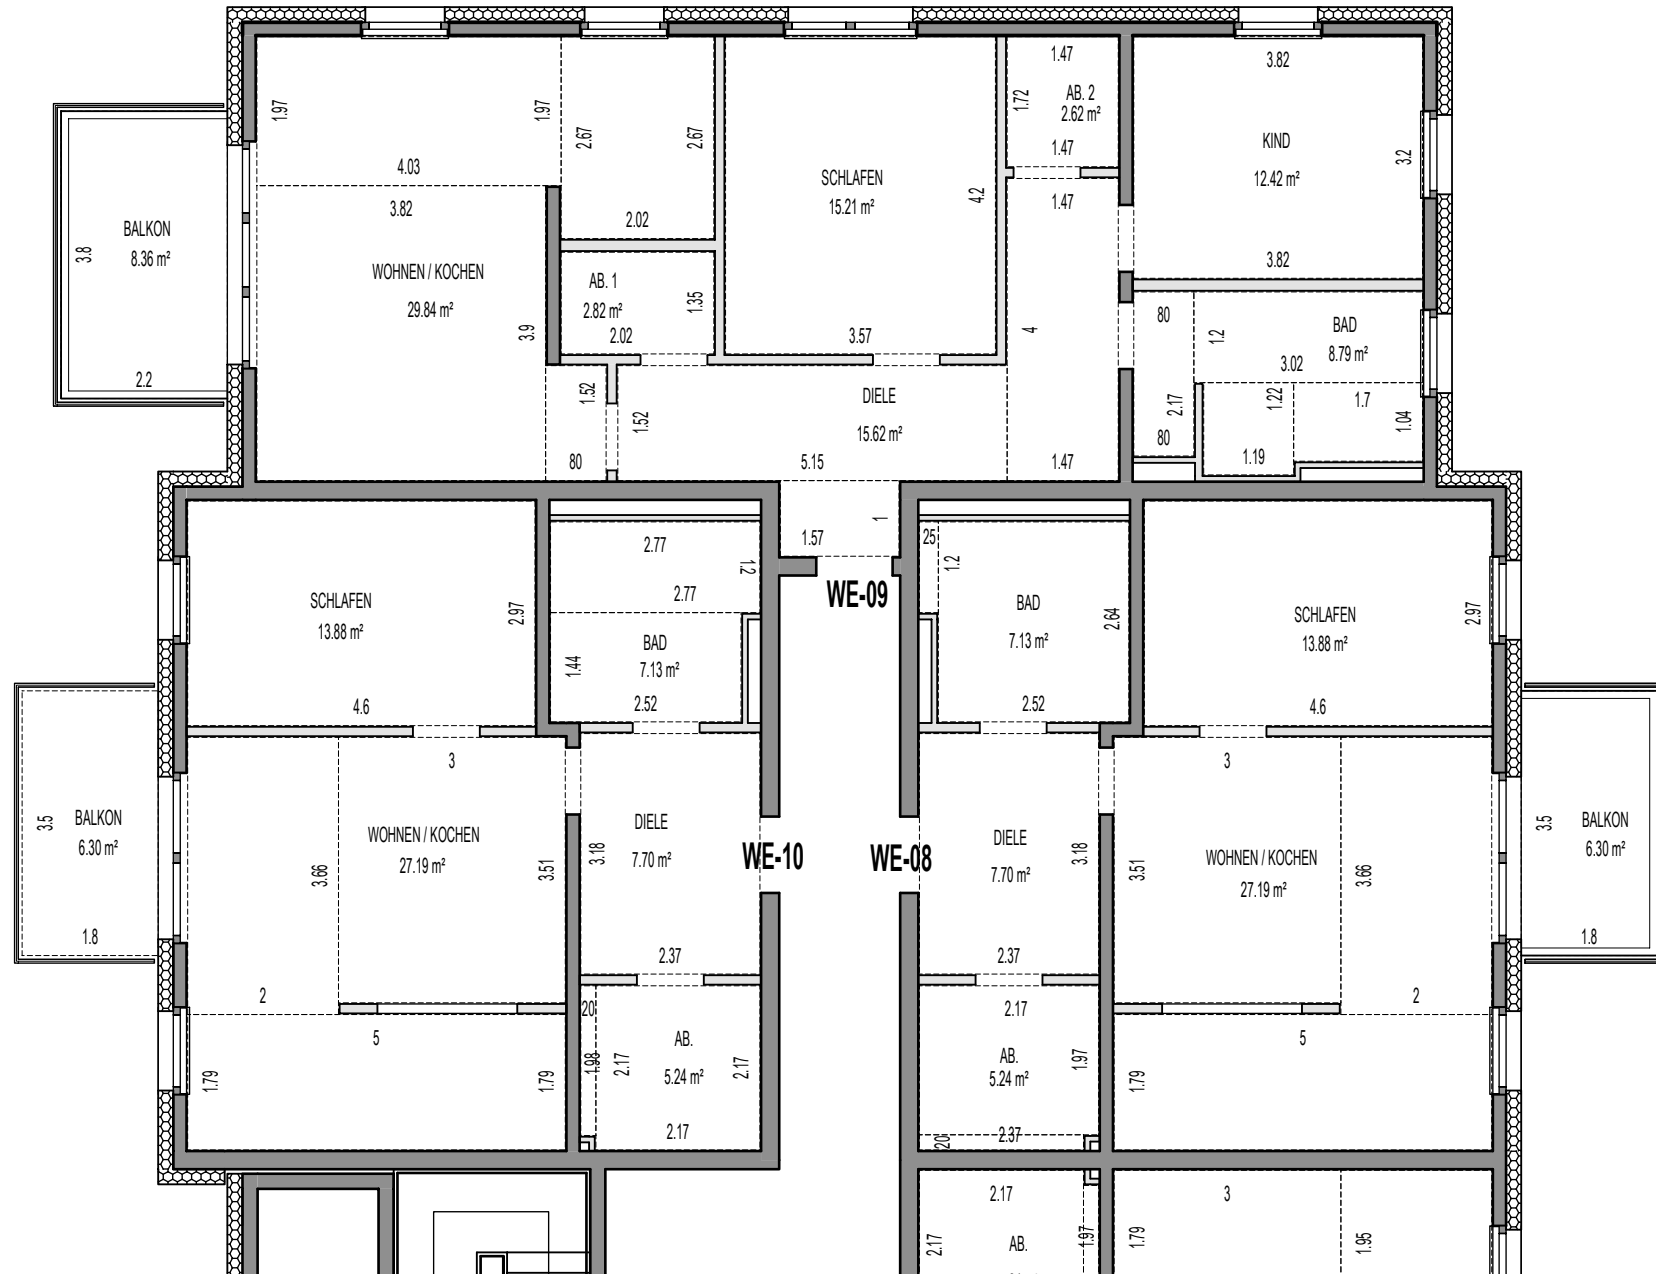 1.97
1.97
4.03
3.82
2.67
2.67
2.02
WOHNEN / KOCHEN
29.84 m²
3.9
BALKON
8.36 m²
3.8
2.2
AB. 1
2.82 m²
2.02
1.35
SCHLAFEN
15.21 m²
4.2
3.57
1.47
1.72
AB. 2
2.62 m²
1.47
1.47
4
3.82
KIND
12.42 m²
3.2
3.82
80
1.2
BAD
8.79 m²
3.02
2.17
1.22
1.7
1.04
80
1.19
1.52
1.52
80
DIELE
15.62 m²
5.15
1.47
1
1.57
WE-09
SCHLAFEN
13.88 m²
2.97
4.6
2.77
1.2
2.77
BAD
7.13 m²
1.44
2.52
25
1.2
BAD
7.13 m²
2.64
2.52
SCHLAFEN
13.88 m²
2.97
4.6
BALKON
6.30 m²
3.5
1.8
3
WOHNEN / KOCHEN
27.19 m²
3.66
3.51
2
5
1.79
1.79
DIELE
7.70 m²
3.18
2.37
WE-10
WE-08
DIELE
7.70 m²
3.18
2.37
3
WOHNEN / KOCHEN
27.19 m²
3.51
3.66
2
5
1.79
BALKON
6.30 m²
3.5
1.8
20
1.98
2.17
AB.
5.24 m²
2.17
2.17
2.17
AB.
5.24 m²
1.97
20
2.37
2.17
2.17
AB.
1.97
3
1.79
1.95